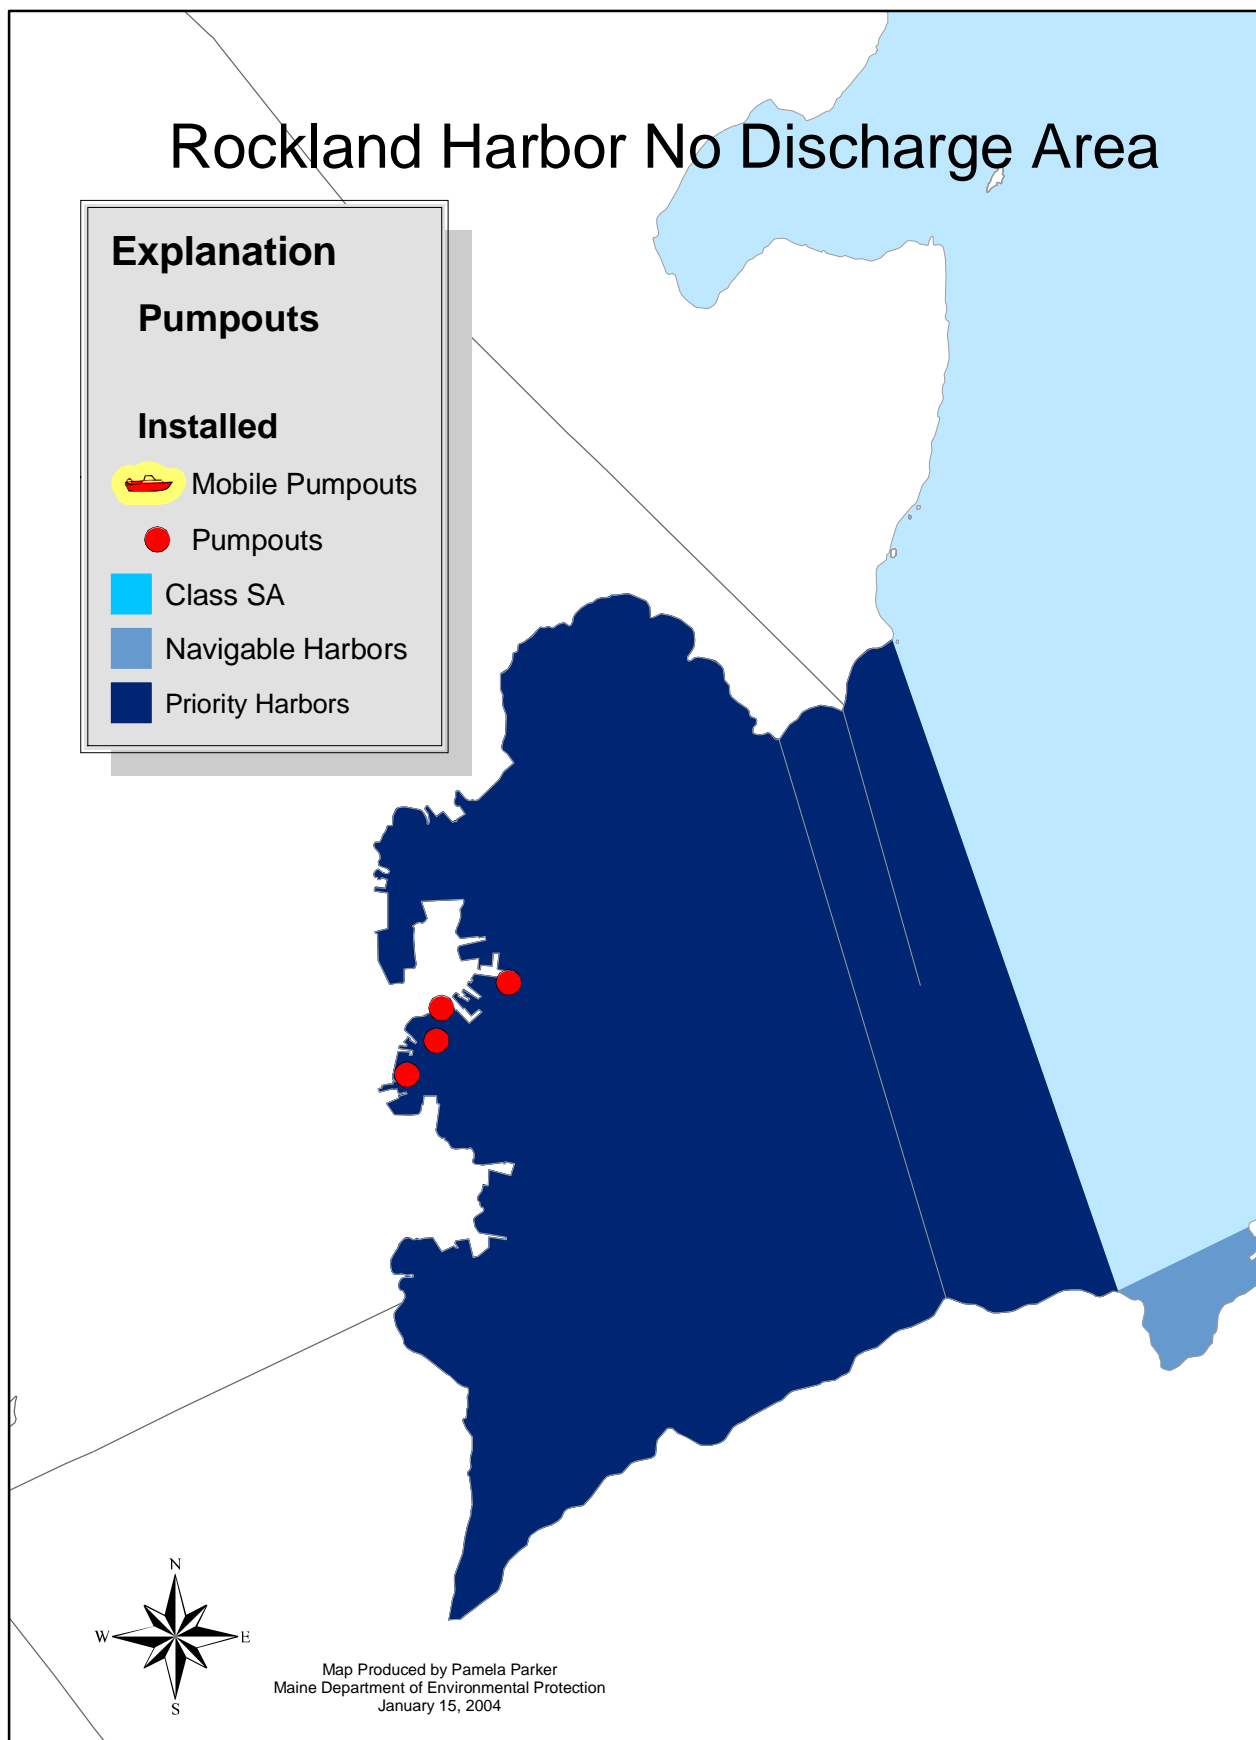 Rockland Harbor No Discharge Area
Explanation
Pumpouts
Installed
Mobile Pumpouts
Pumpouts
Class SA
Navigable Harbors
Priority Harbors
N
W
E
S
Map Produced by Pamela Parker
Maine Department of Environmental Protection
January 15, 2004